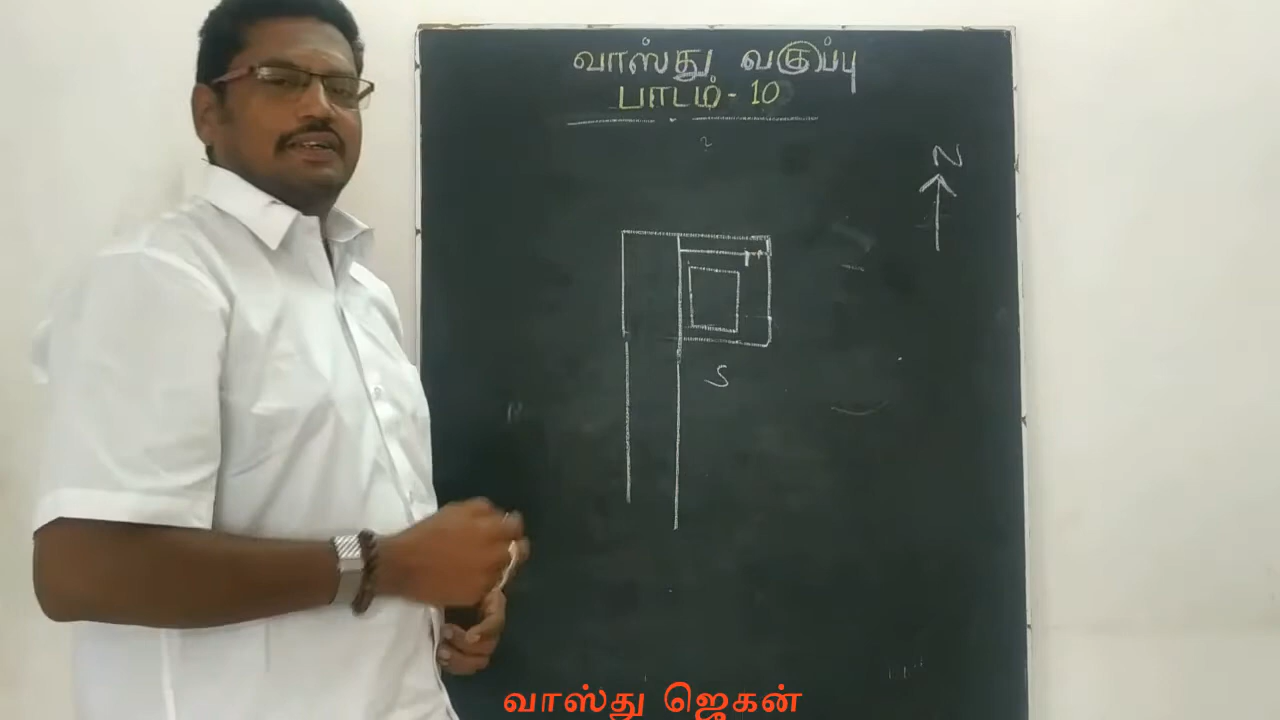 வாஸ்து வகுப்பு
பாடம் - 10
N
S
வாஸ்து ஜெகன்